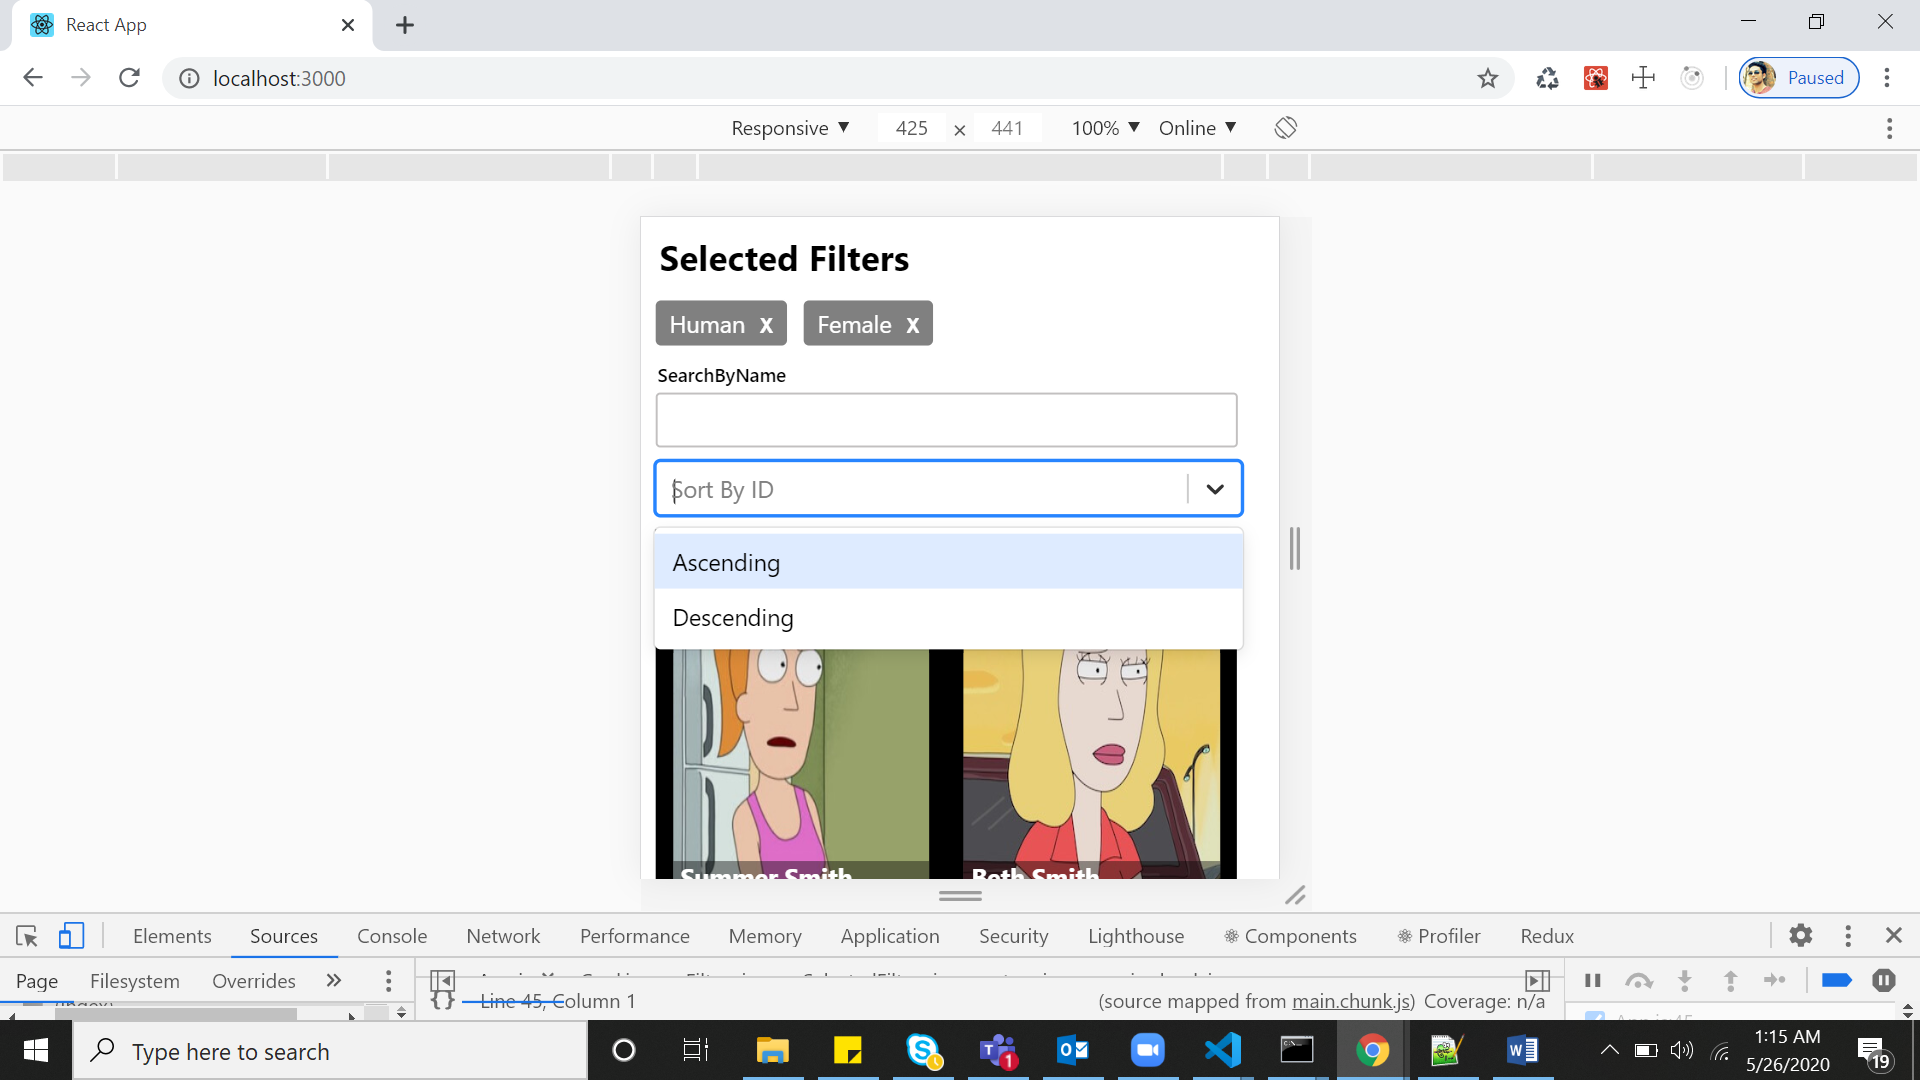 React App
localhost:3000
Paused
Responsive 425 × 441 100% Online
Selected Filters
Human X Female X
SearchByName
Sort By ID
Ascending
Descending
Summer Smith Beth Smith
Elements Sources Console Network Performance Memory Application Security Lighthouse Components Profiler Redux
Page Filesystem Overrides »
{} Line 45, Column 1 (source mapped from main.chunk.js) Coverage: n/a
Type here to search
1
1:15 AM
5/26/2020
19